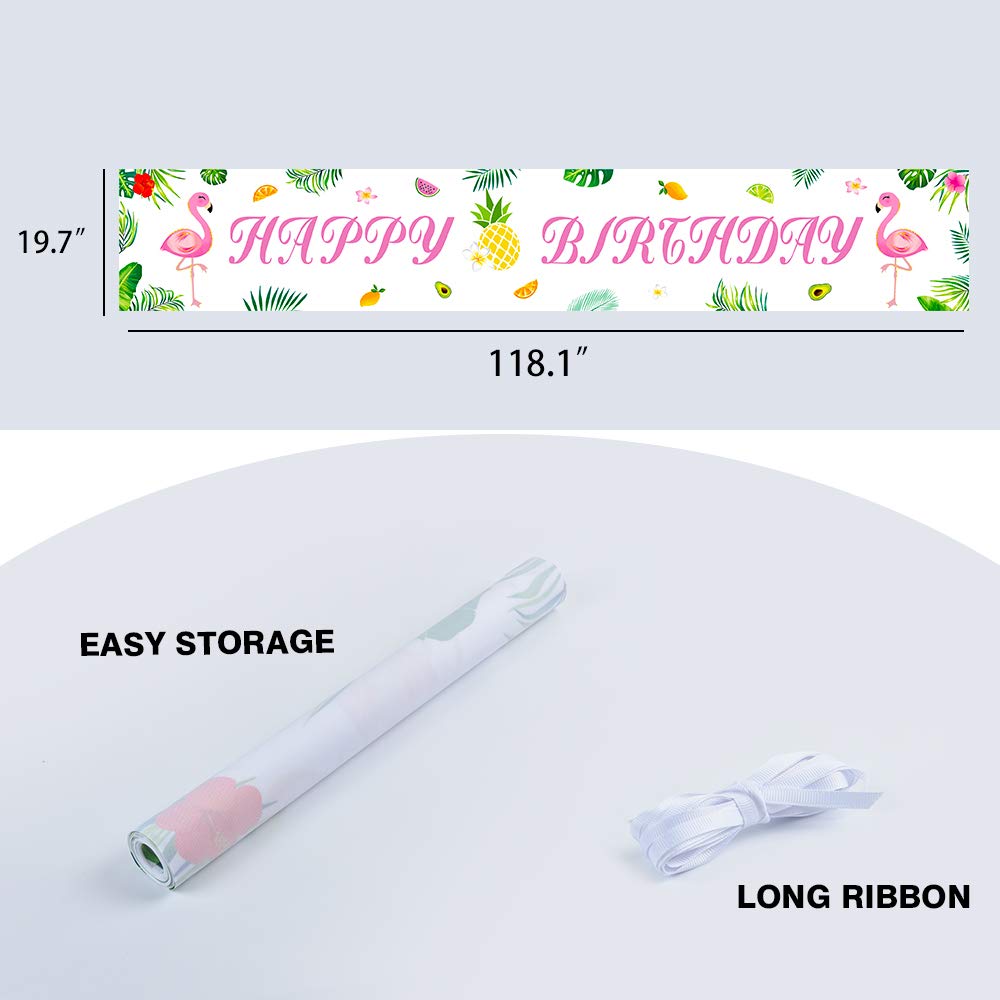 19.7″
HAPPY BIRTHDAY
118.1″
EASY STORAGE
LONG RIBBON